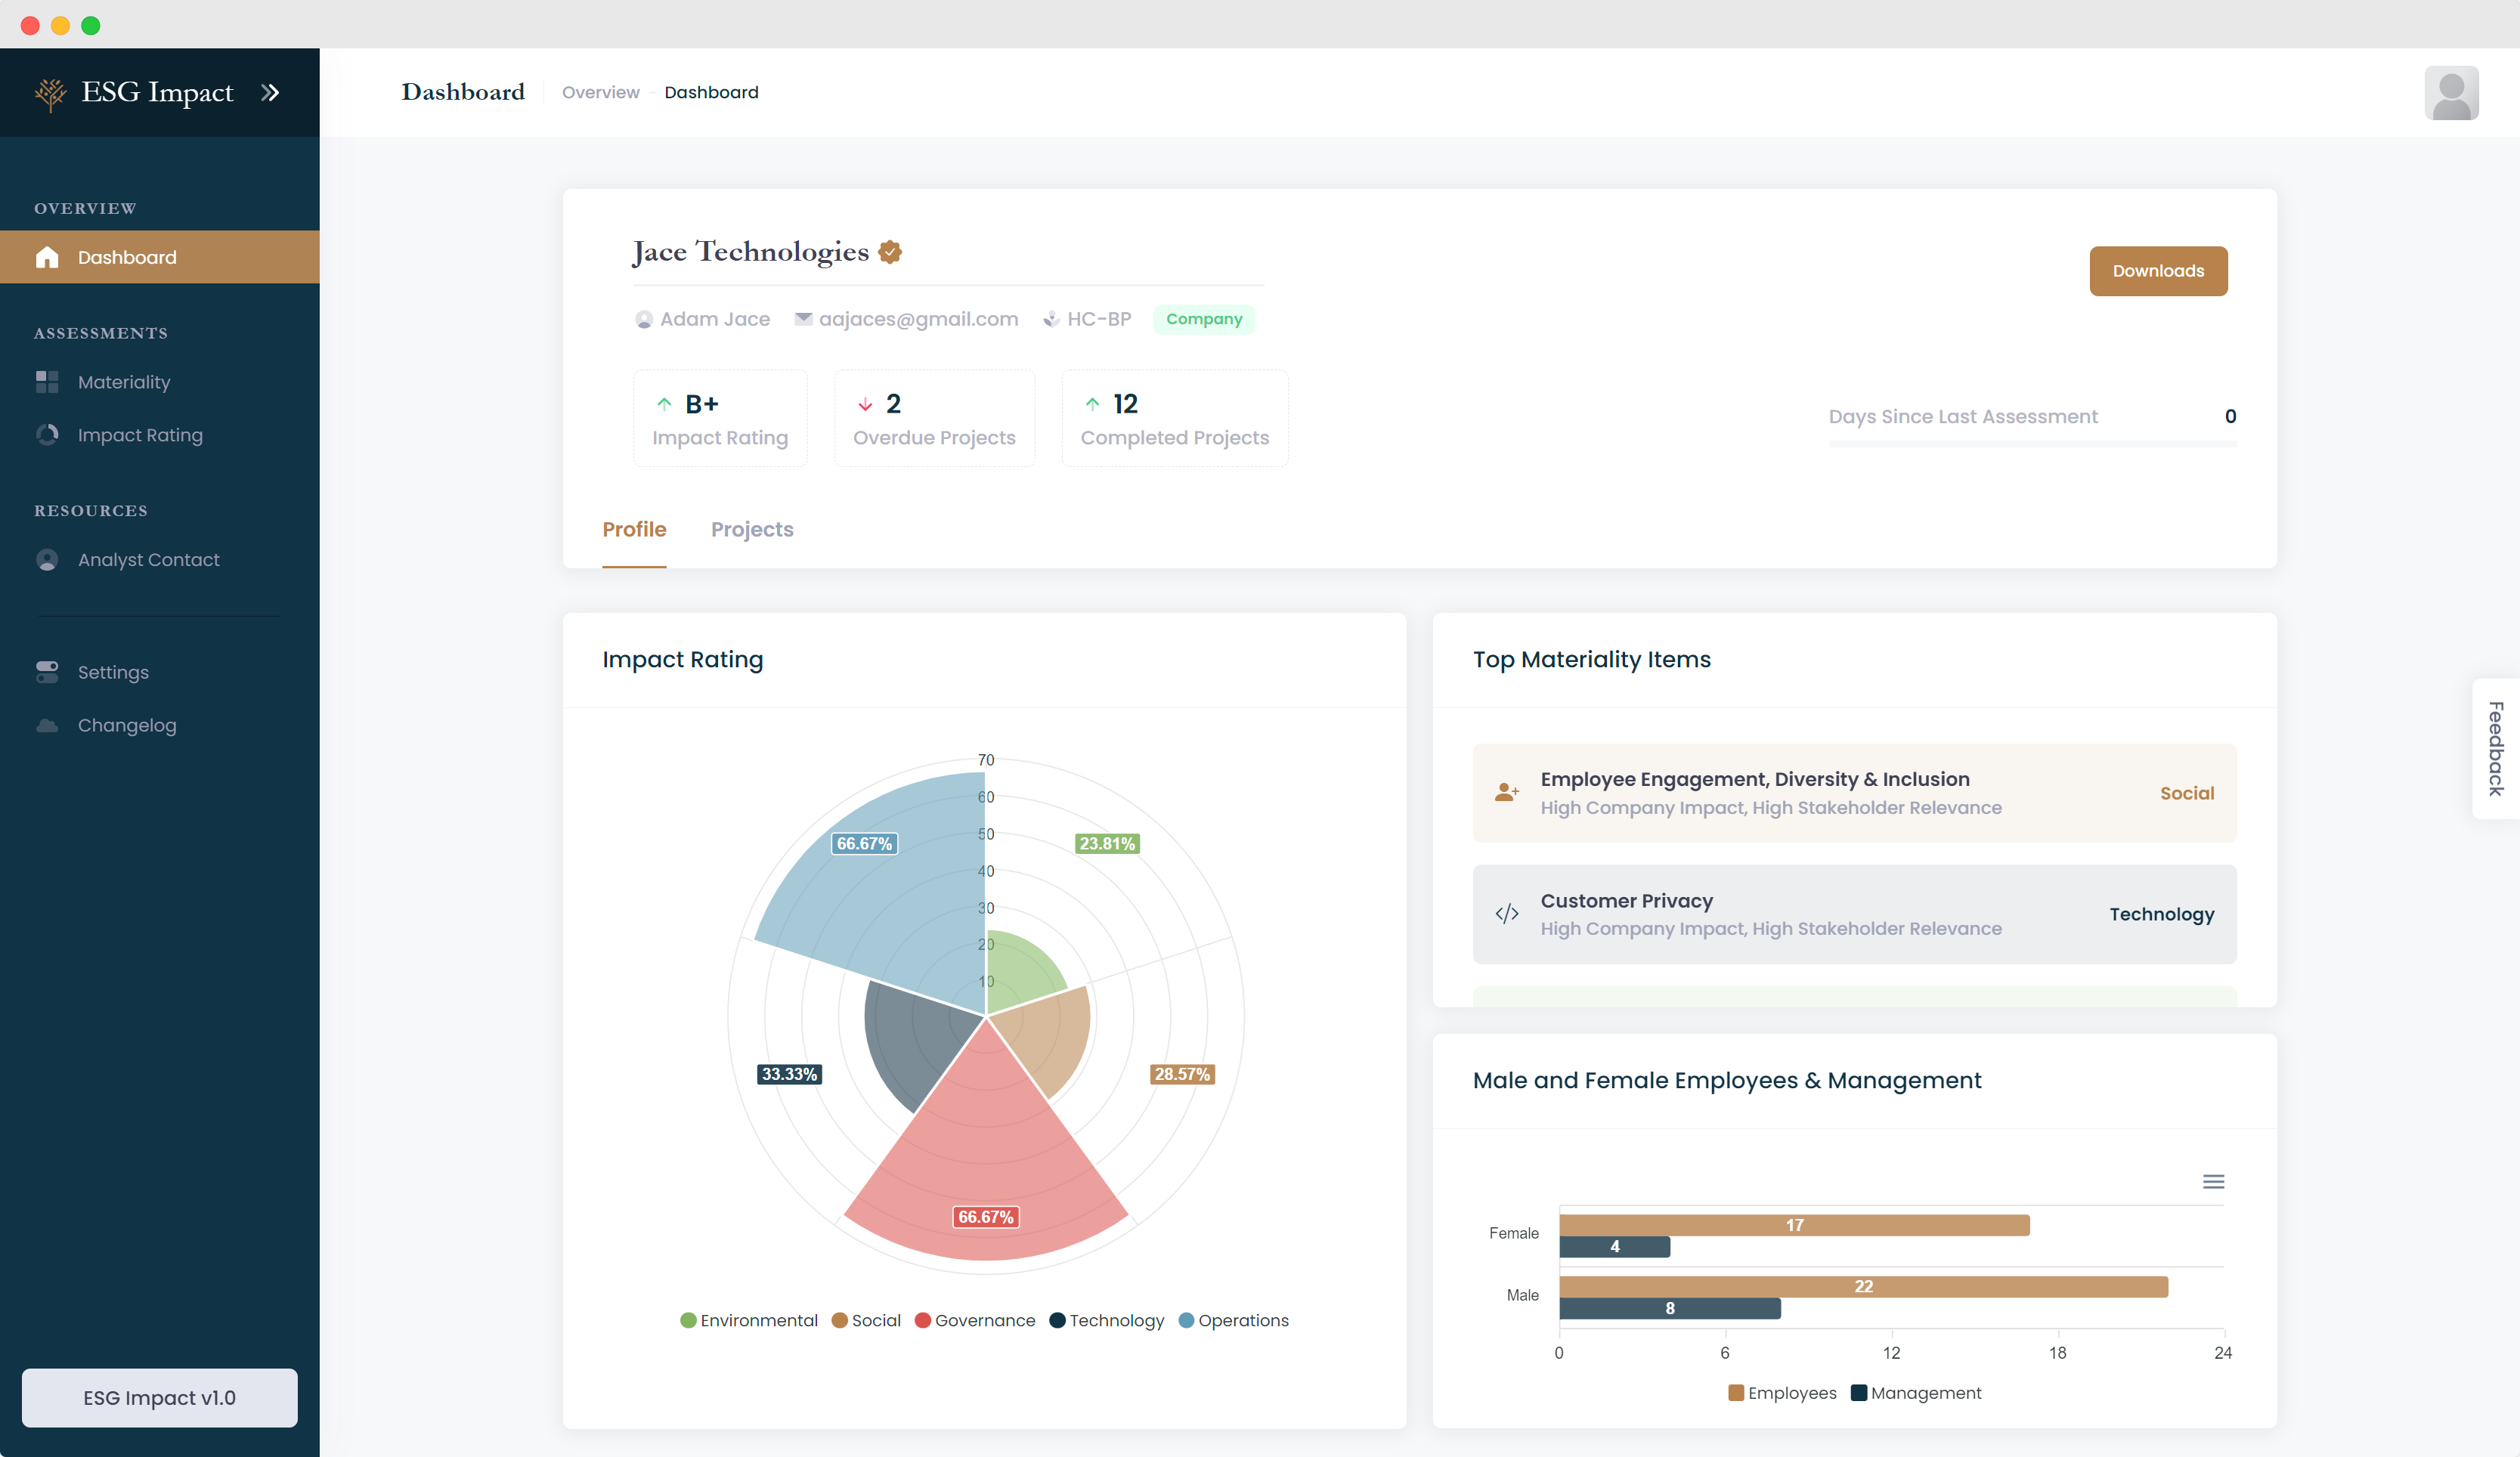 ESG Impact
Dashboard
Overview - Dashboard
OVERVIEW
Dashboard
ASSESSMENTS
Materiality
Impact Rating
RESOURCES
Analyst Contact
Settings
Changelog
ESG Impact v1.0
Jace Technologies
Downloads
Adam Jace aajaces@gmail.com HC-BP Company
B+
Impact Rating
2
Overdue Projects
12
Completed Projects
Days Since Last Assessment 0
Profile Projects
Impact Rating
70
60
50
40
30
20
10
66.67%
23.81%
33.33%
28.57%
66.67%
Environmental Social Governance Technology Operations
Top Materiality Items
Employee Engagement, Diversity & Inclusion
High Company Impact, High Stakeholder Relevance
Social
Customer Privacy
High Company Impact, High Stakeholder Relevance
Technology
Male and Female Employees & Management
Female
17
4
Male
22
8
0 6 12 18 24
Employees Management
Feedback